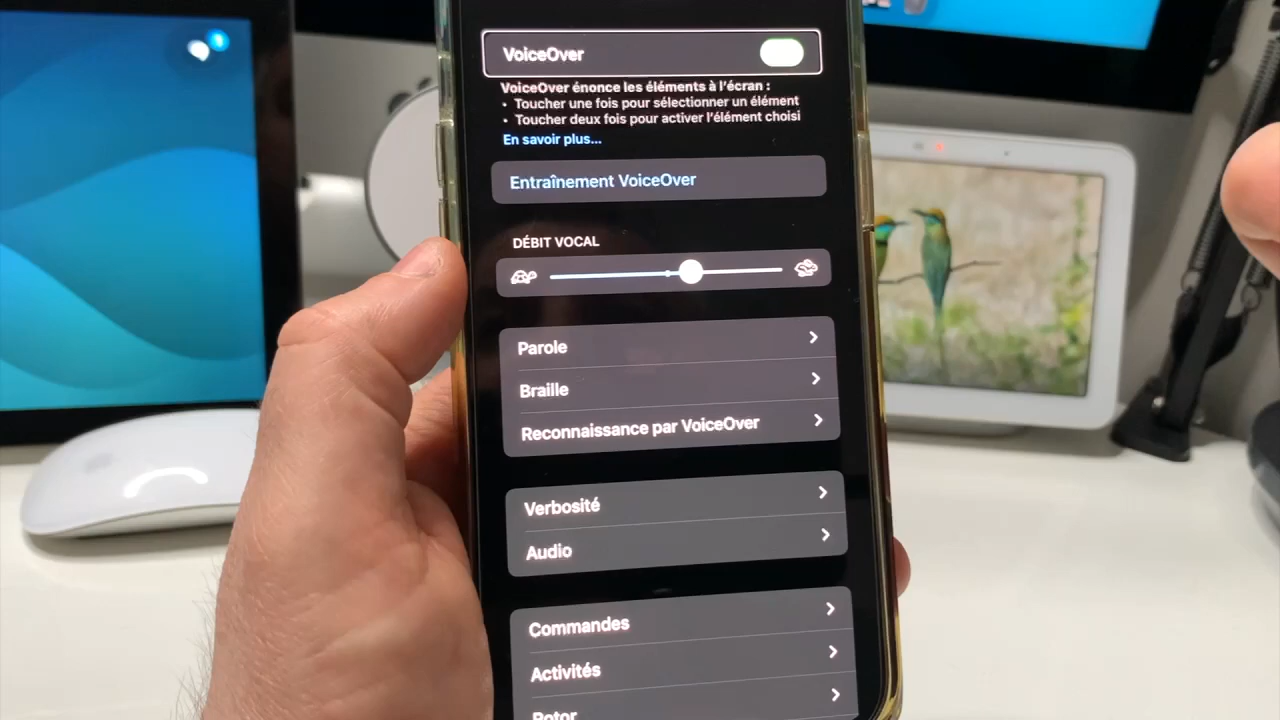 VoiceOver
VoiceOver énonce les éléments à l'écran :
• Toucher une fois pour sélectionner un élément
• Toucher deux fois pour activer l'élément choisi
En savoir plus...
Entraînement VoiceOver
DÉBIT VOCAL
Parole
Braille
Reconnaissance par VoiceOver
Verbosité
Audio
Commandes
Activités
Rotor